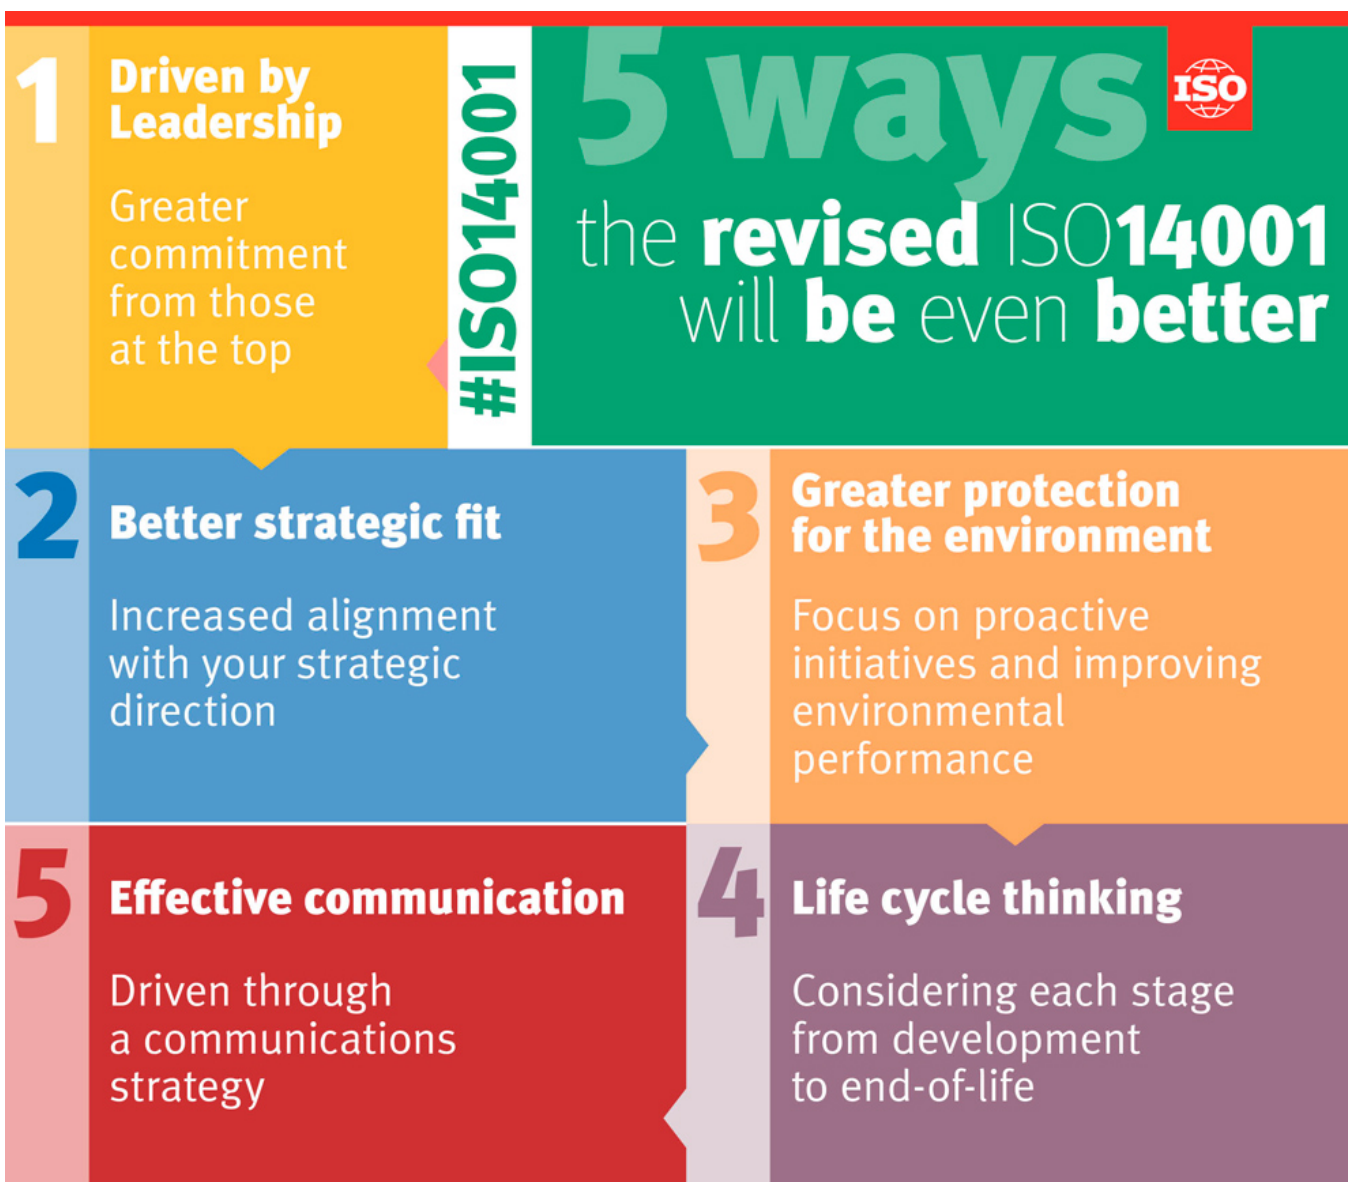 5 ways
ISO
the revised ISO14001
will be even better
#ISO14001
1
Driven by
Leadership
Greater
commitment
from those
at the top
2
Better strategic fit
Increased alignment
with your strategic
direction
3
Greater protection
for the environment
Focus on proactive
initiatives and improving
environmental
performance
4
Life cycle thinking
Considering each stage
from development
to end-of-life
5
Effective communication
Driven through
a communications
strategy